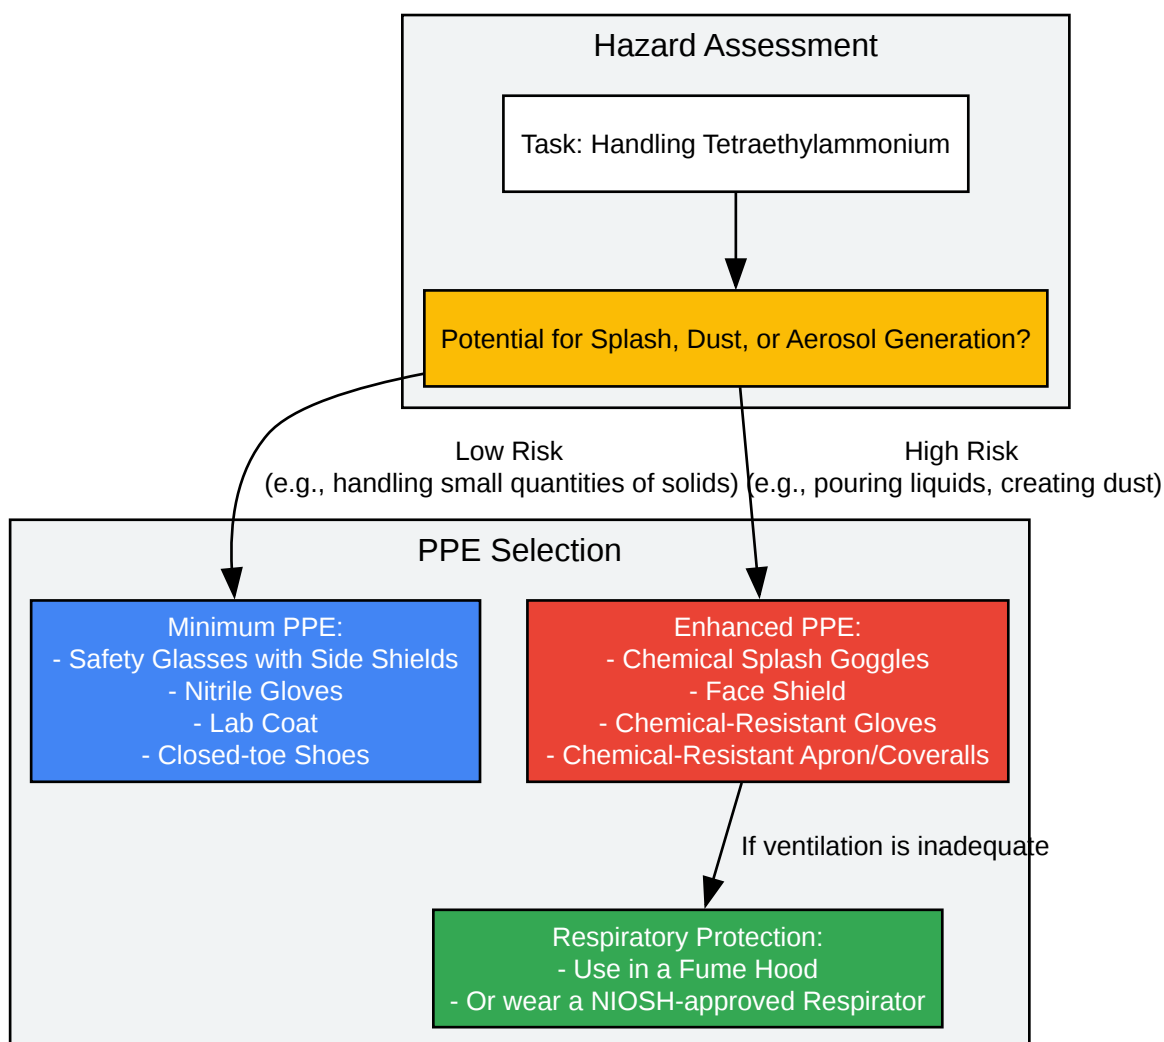 Hazard Assessment
Task: Handling Tetraethylammonium
Potential for Splash, Dust, or Aerosol Generation?
Low Risk
(e.g., handling small quantities of solids)
High Risk
(e.g., pouring liquids, creating dust)
PPE Selection
Minimum PPE:
- Safety Glasses with Side Shields
- Nitrile Gloves
- Lab Coat
- Closed-toe Shoes
Enhanced PPE:
- Chemical Splash Goggles
- Face Shield
- Chemical-Resistant Gloves
- Chemical-Resistant Apron/Coveralls
If ventilation is inadequate
Respiratory Protection:
- Use in a Fume Hood
- Or wear a NIOSH-approved Respirator